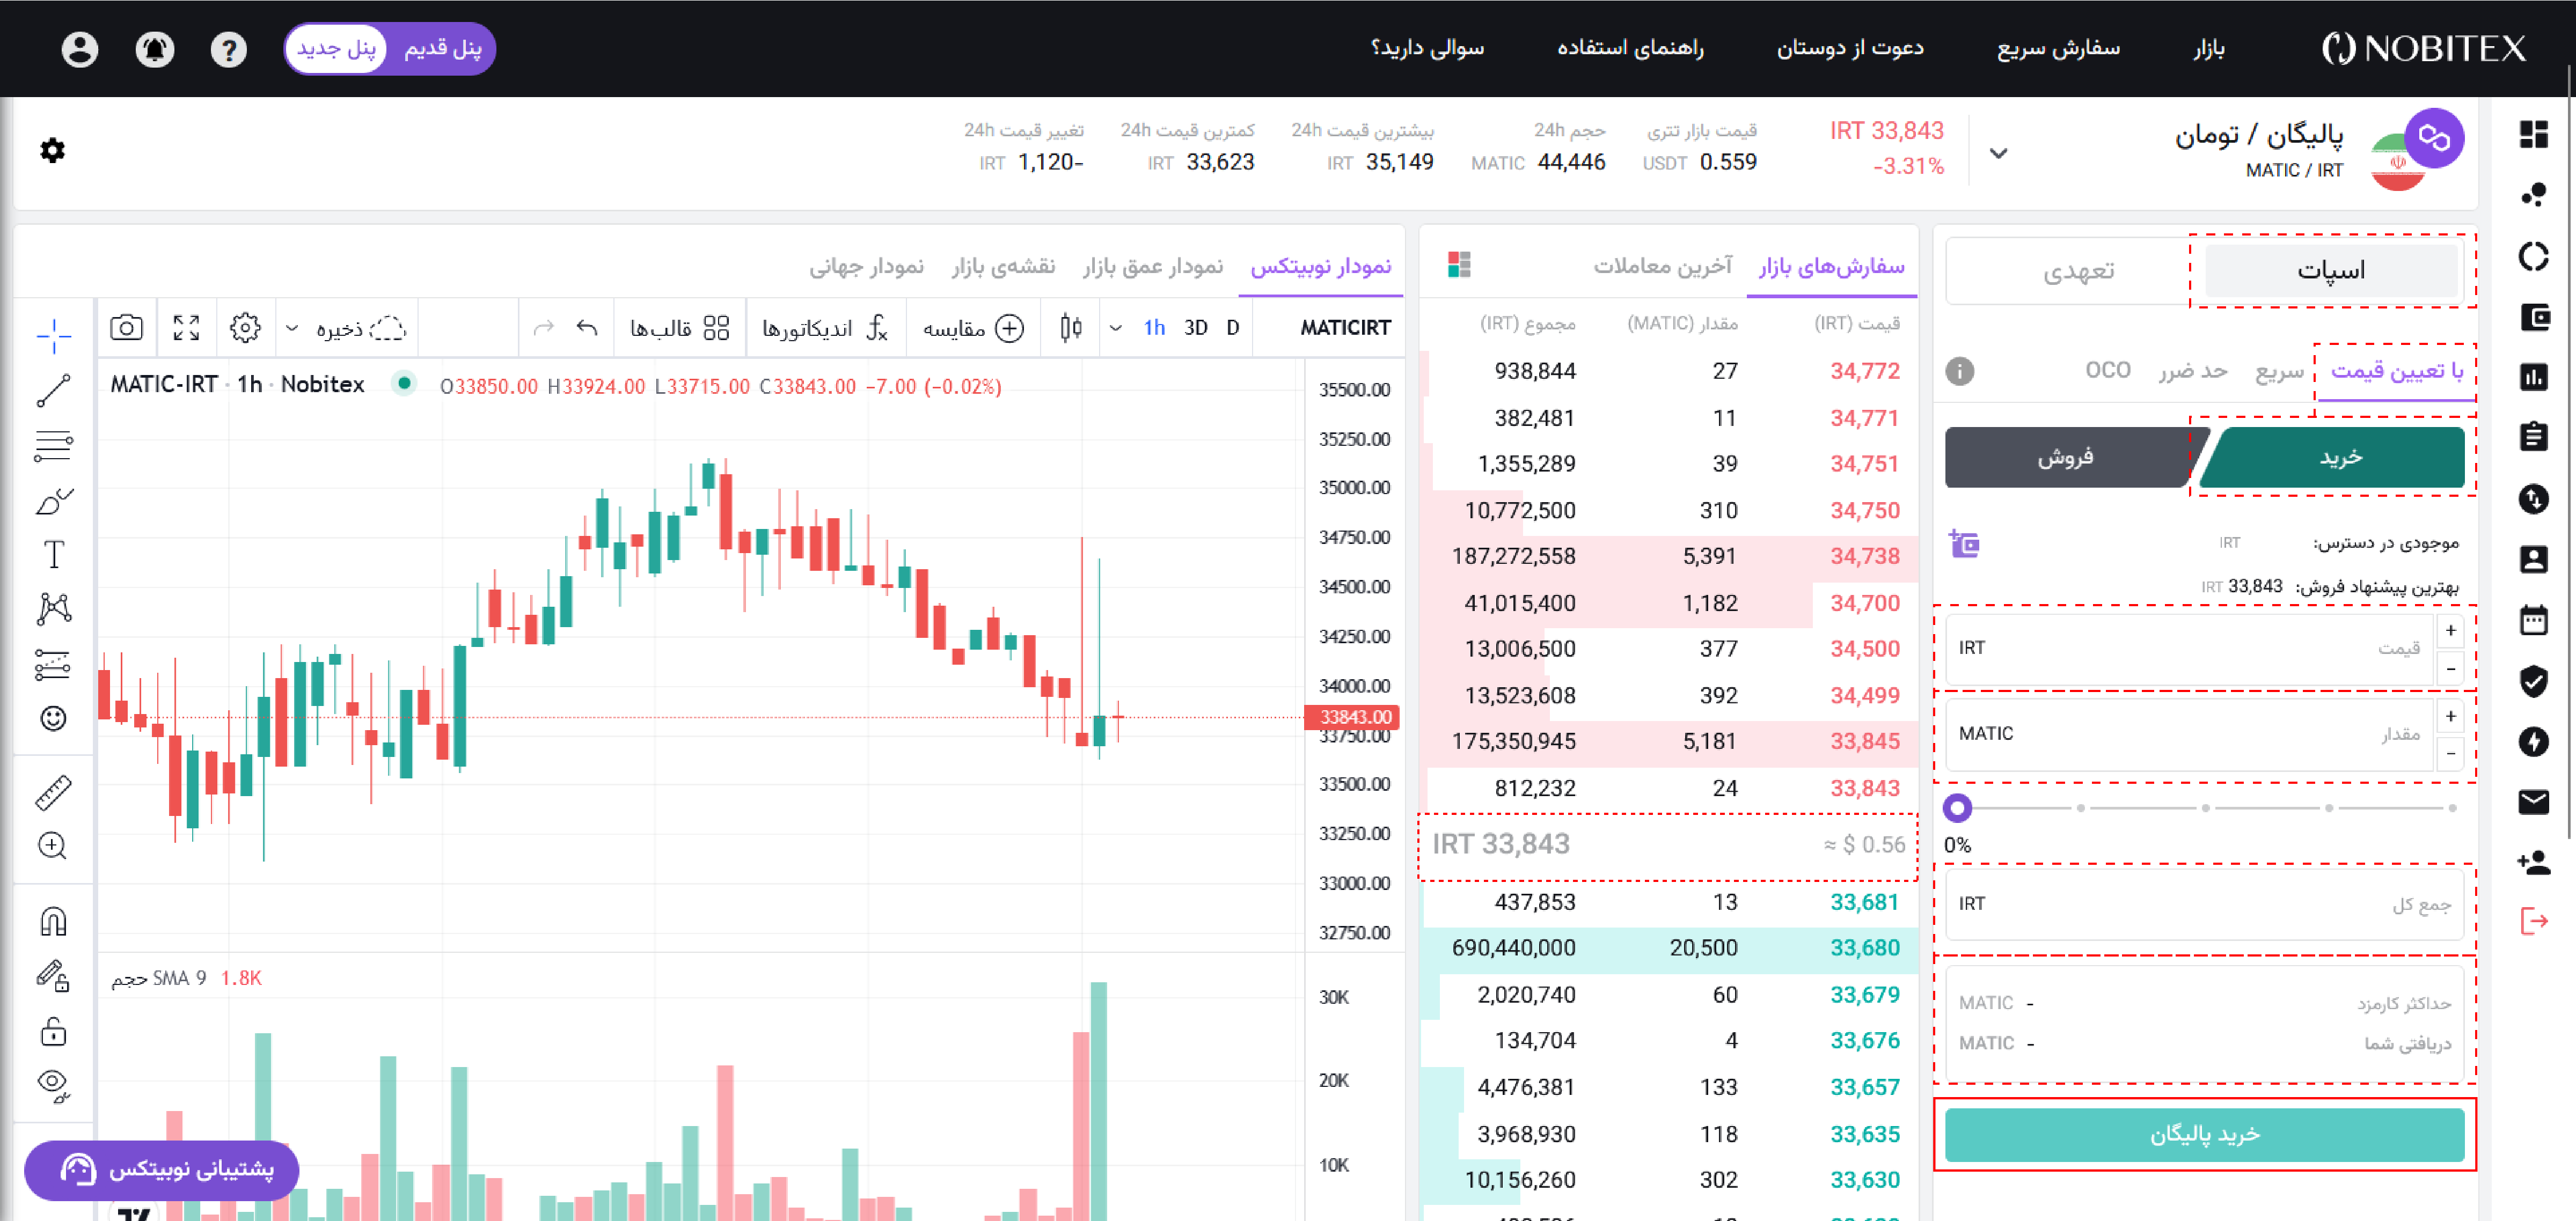 NOBITEX
بازار
سفارش سریع
دعوت از دوستان
راهنمای استفاده
سوالی دارید؟
پنل قدیم
پنل جدید
پالیگان / تومان
MATIC / IRT
IRT 33,843
-3.31%
قیمت بازار تتری
USDT 0.559
حجم 24h
MATIC 44,446
بیشترین قیمت 24h
IRT 35,149
کمترین قیمت 24h
IRT 33,623
تغییر قیمت 24h
IRT 1,120-
اسپات
تعهدی
با تعیین قیمت
سریع
حد ضرر
OCO
خرید
فروش
موجودی در دسترس:
IRT
بهترین پیشنهاد فروش: 33,843 IRT
قیمت
IRT
+
-
مقدار
MATIC
+
-
0%
جمع کل
IRT
حداکثر کارمزد
MATIC -
دریافتی شما
MATIC -
خرید پالیگان
سفارش‌های بازار
آخرین معاملات
قیمت (IRT) مقدار (MATIC) مجموع (IRT)
34,772 27 938,844
34,771 11 382,481
34,751 39 1,355,289
34,750 310 10,772,500
34,738 5,391 187,272,558
34,700 1,182 41,015,400
34,500 377 13,006,500
34,499 392 13,523,608
33,845 5,181 175,350,945
33,843 24 812,232
IRT 33,843 ≈ $ 0.56
33,681 13 437,853
33,680 20,500 690,440,000
33,679 60 2,020,740
33,676 4 134,704
33,657 133 4,476,381
33,635 118 3,968,930
33,630 302 10,156,260
نمودار نوبیتکس
نمودار عمق بازار
نقشه‌ی بازار
نمودار جهانی
MATICIRT
D
3D
1h
مقایسه
اندیکاتورها
قالب‌ها
ذخیره
MATIC-IRT · 1h · Nobitex
O33850.00 H33924.00 L33715.00 C33843.00 −7.00 (−0.02%)
35500.00
35250.00
35000.00
34750.00
34500.00
34250.00
34000.00
33843.00
33750.00
33500.00
33250.00
33000.00
32750.00
حجم SMA 9 1.8K
30K
20K
10K
پشتیبانی نوبیتکس